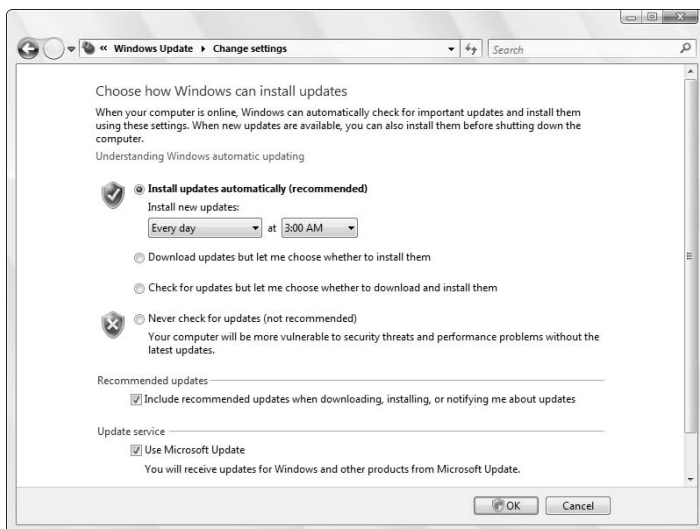 « Windows Update ▸ Change settings
Search
Choose how Windows can install updates
When your computer is online, Windows can automatically check for important updates and install them
using these settings. When new updates are available, you can also install them before shutting down the
computer.
Understanding Windows automatic updating
Install updates automatically (recommended)
Install new updates:
Every day at 3:00 AM
Download updates but let me choose whether to install them
Check for updates but let me choose whether to download and install them
Never check for updates (not recommended)
Your computer will be more vulnerable to security threats and performance problems without the
latest updates.
Recommended updates
Include recommended updates when downloading, installing, or notifying me about updates
Update service
Use Microsoft Update
You will receive updates for Windows and other products from Microsoft Update.
OK Cancel